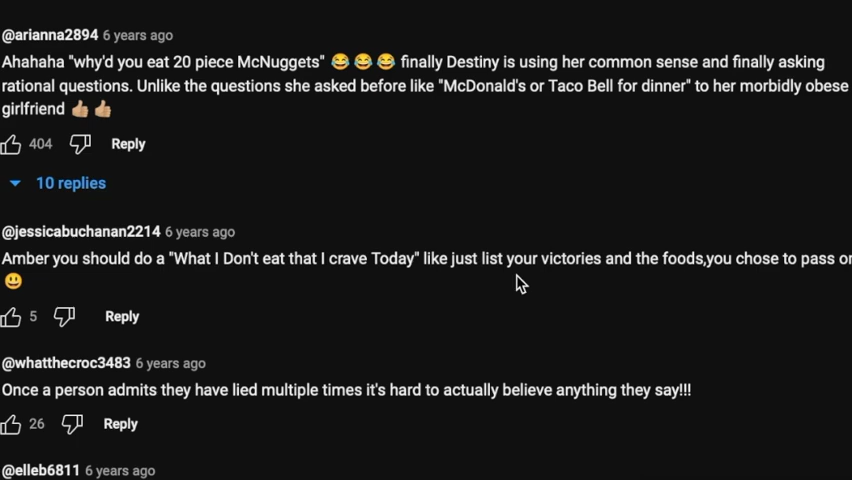 @arianna2894 6 years ago
Ahahaha "why'd you eat 20 piece McNuggets" 😂😂😂 finally Destiny is using her common sense and finally asking
rational questions. Unlike the questions she asked before like "McDonald's or Taco Bell for dinner" to her morbidly obese
girlfriend 👍🏼👍🏼
404 Reply
10 replies
@jessicabuchanan2214 6 years ago
Amber you should do a "What I Don't eat that I crave Today" like just list your victories and the foods,you chose to pass on
😃
5 Reply
@whatthecroc3483 6 years ago
Once a person admits they have lied multiple times it's hard to actually believe anything they say!!!
26 Reply
@elleb6811 6 years ago